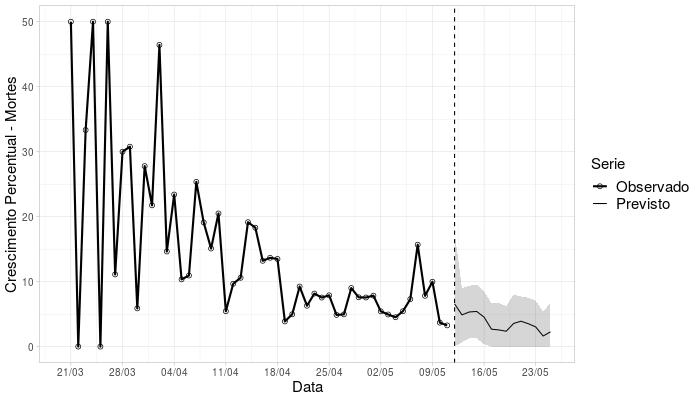 Crescimento Percentual - Mortes
50
40
30
20
10
0
21/03 28/03 04/04 11/04 18/04 25/04 02/05 09/05 16/05 23/05
Data
Serie
Observado
Previsto